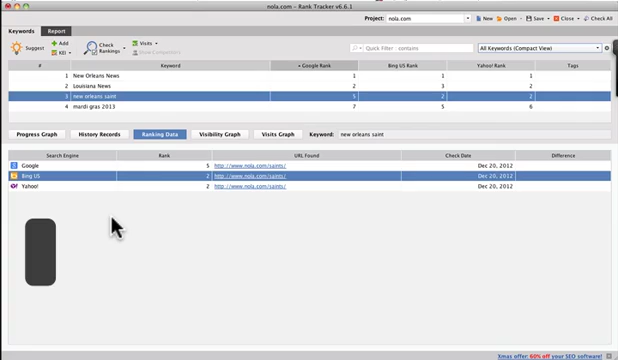 nola.com - Rank Tracker v6.6.1
Project: nola.com New Open Save Close Check All
Keywords Report
Suggest Add KEI Check Rankings Visits Show Competitors Quick Filter: contains All Keywords (Compact View)
# Keyword Google Rank Bing US Rank Yahoo! Rank Tags
1 New Orleans News 1 1 1
2 Louisiana News 2 3 2
3 new orleans saint 5 2 2
4 mardi gras 2013 7 5 6
Progress Graph History Records Ranking Data Visibility Graph Visits Graph Keyword: new orleans saint
Search Engine Rank URL Found Check Date Difference
Google 5 http://www.nola.com/saints/ Dec 20, 2012
Bing US 2 http://www.nola.com/saints/ Dec 20, 2012
Yahoo! 2 http://www.nola.com/saints/ Dec 20, 2012
Xmas offer: 60% off your SEO software!